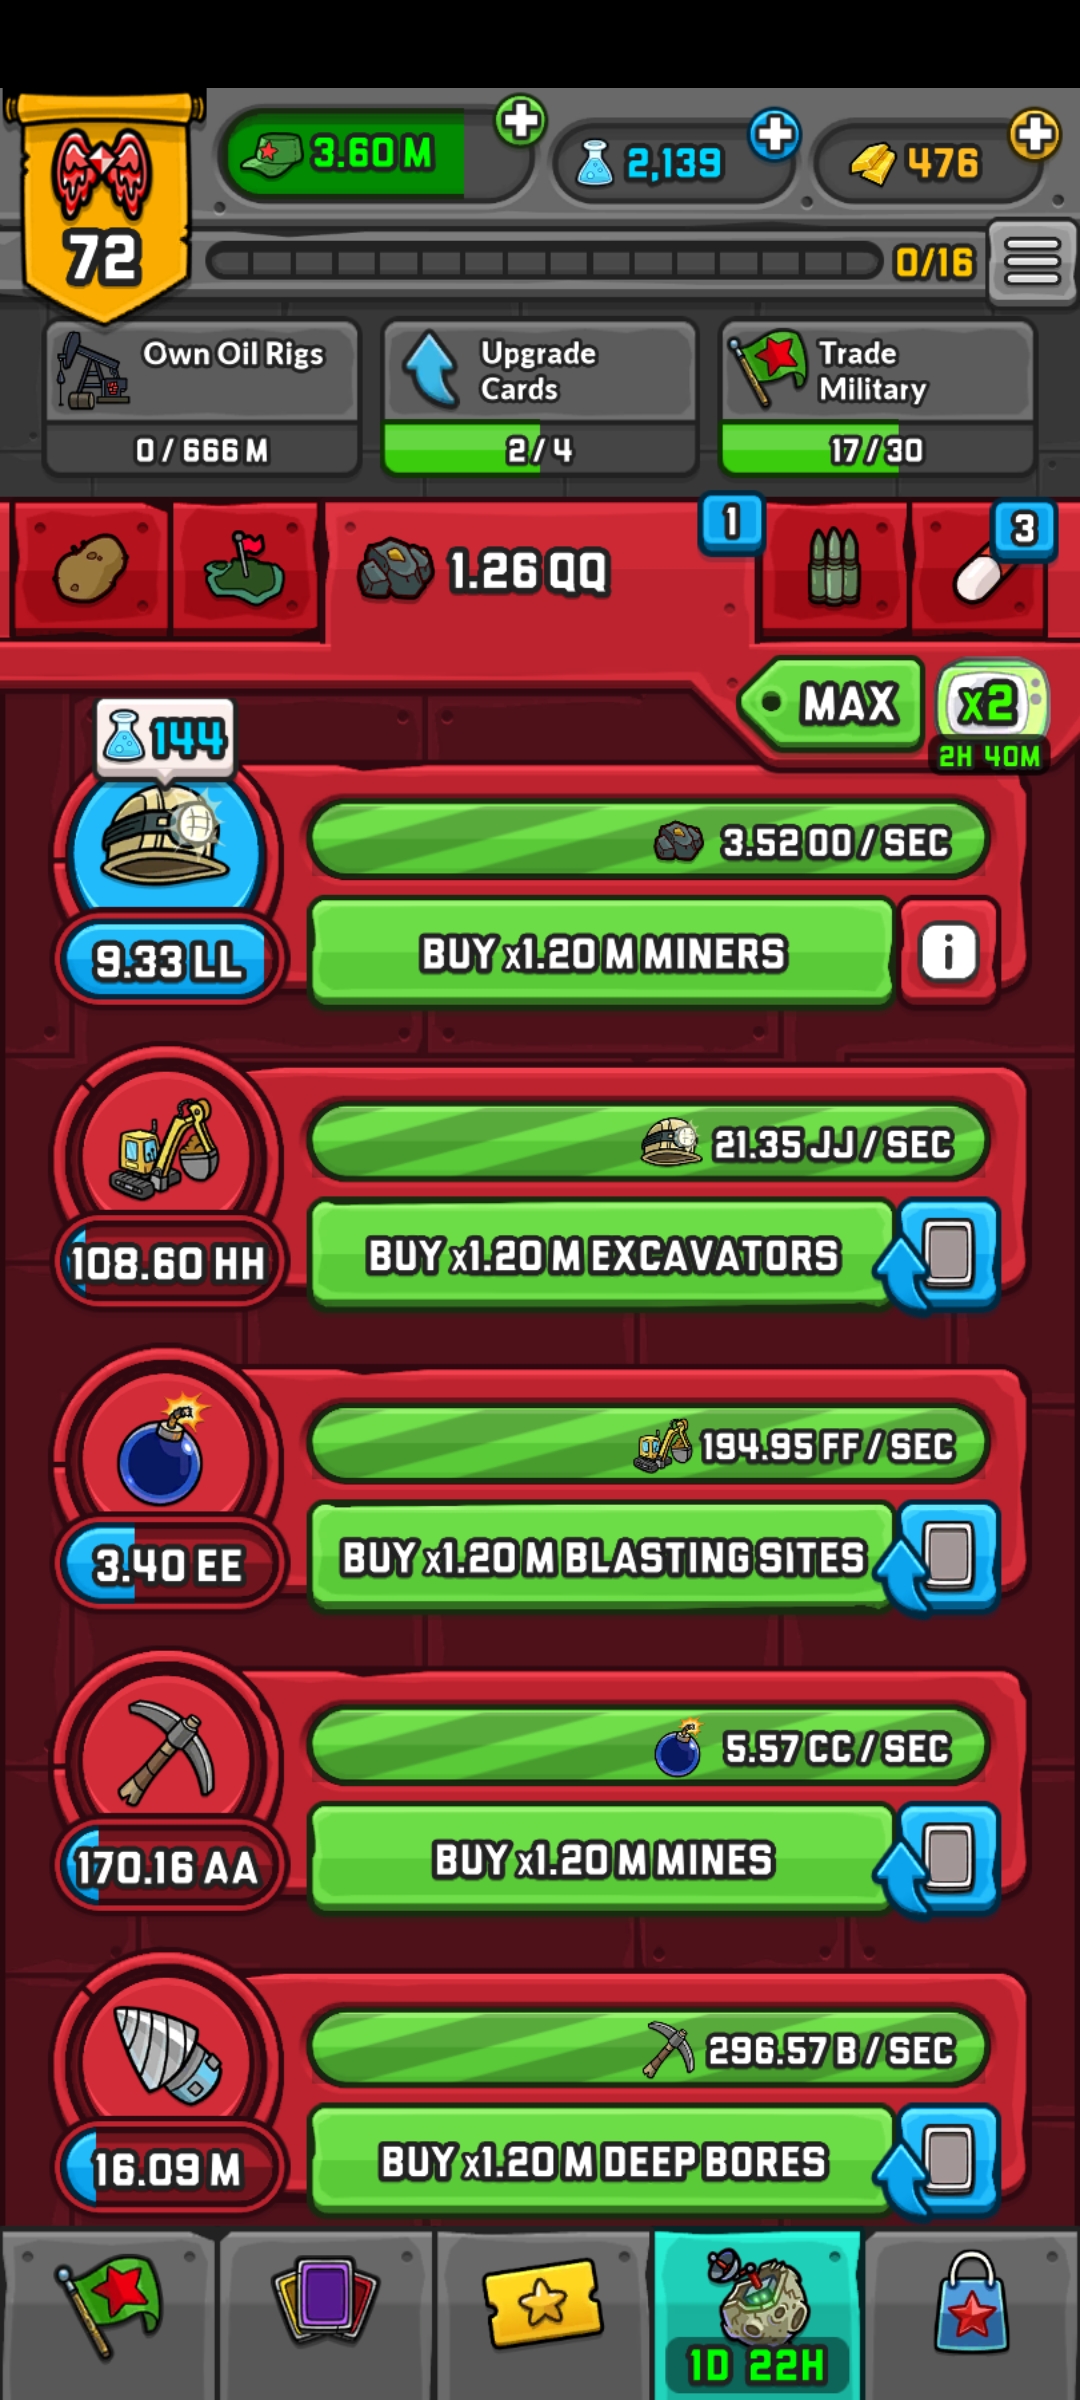 3.60 M
2,139
476
72
0/16
Own Oil Rigs
0 / 666 M
Upgrade
Cards
2 / 4
Trade
Military
17 / 30
1.26 QQ
1
3
MAX
x2
2H 40M
144
3.52 OO / SEC
9.33 LL
BUY x1.20 M MINERS
i
21.35 JJ / SEC
108.60 HH
BUY x1.20 M EXCAVATORS
194.95 FF / SEC
3.40 EE
BUY x1.20 M BLASTING SITES
5.57 CC / SEC
170.16 AA
BUY x1.20 M MINES
296.57 B / SEC
16.09 M
BUY x1.20 M DEEP BORES
1D 22H